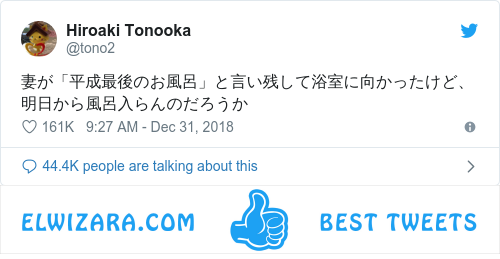 Hiroaki Tonooka
@tono2
妻が「平成最後のお風呂」と言い残して浴室に向かったけど、
明日から風呂入らんのだろうか
161K 9:27 AM - Dec 31, 2018
44.4K people are talking about this
ELWIZARA.COM BEST TWEETS